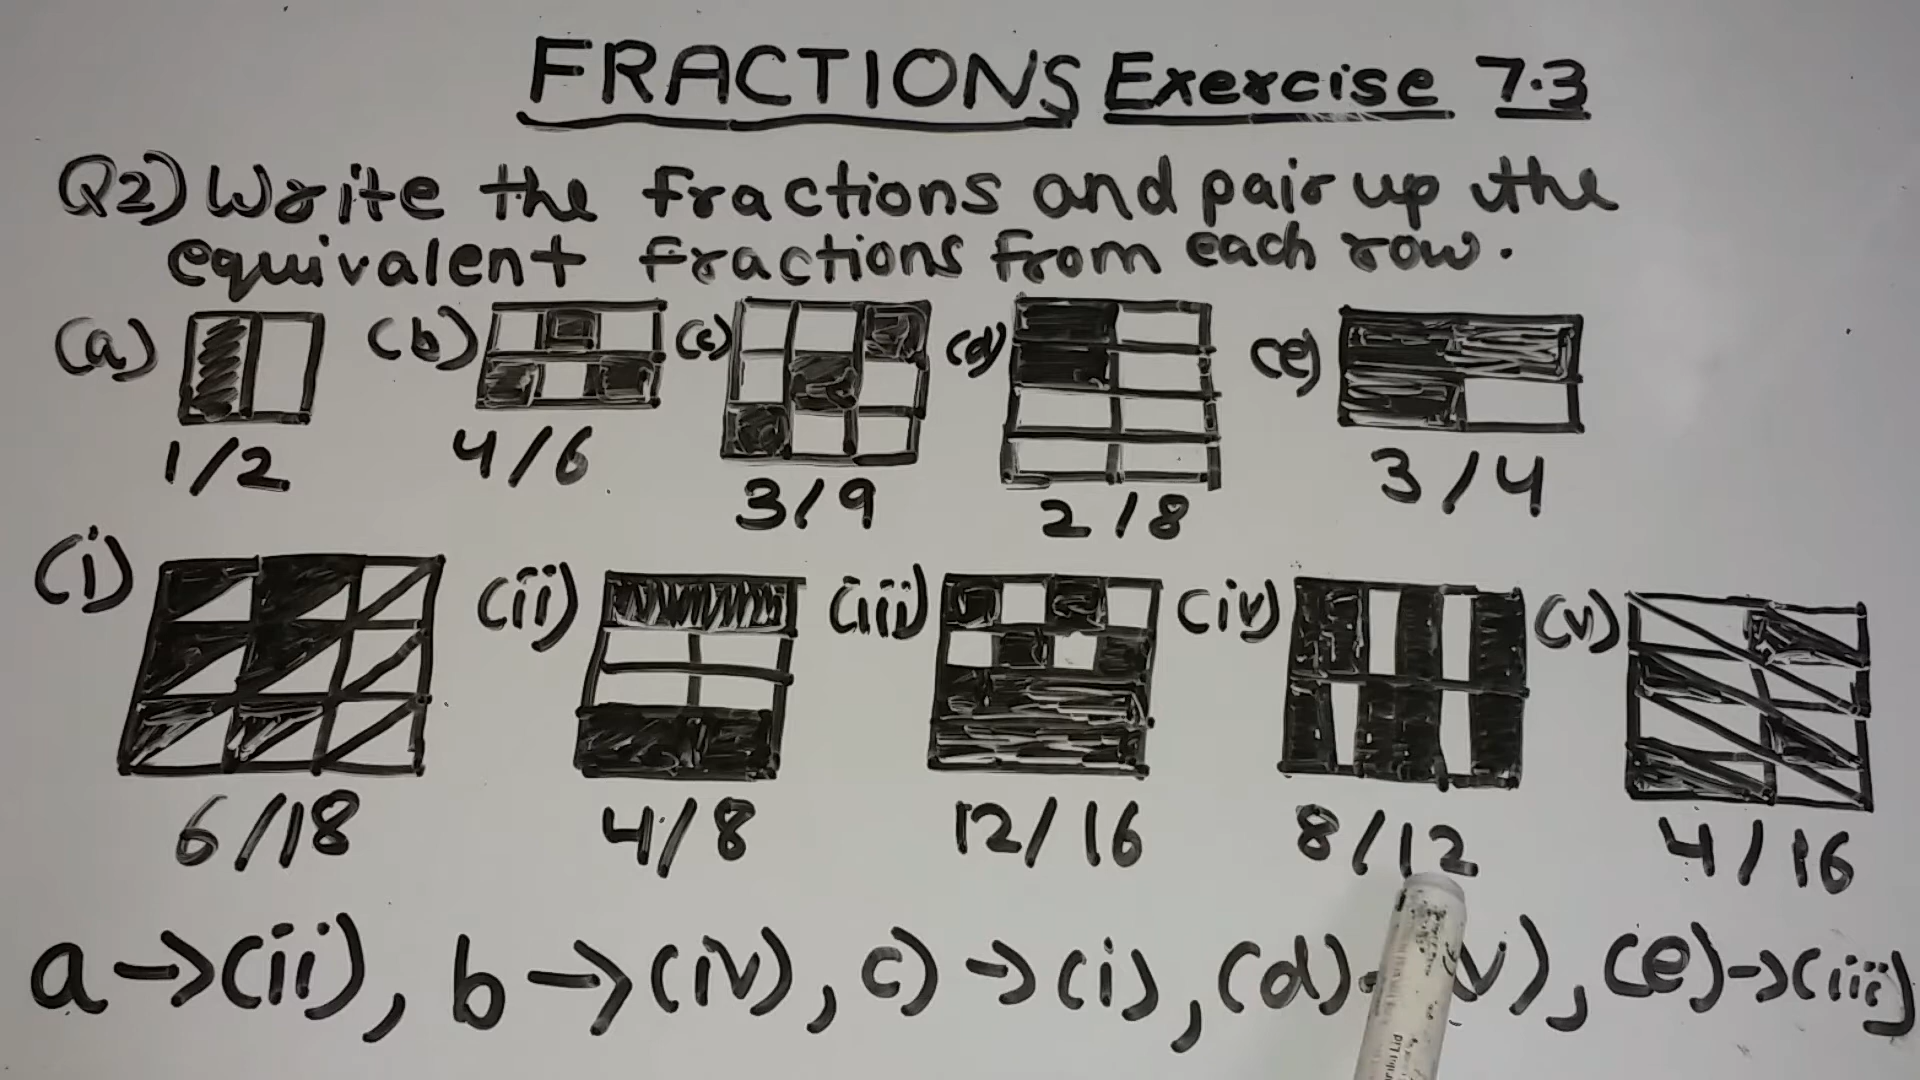 FRACTIONS Exercise 7.3
Q2) Write the fractions and pair up the
equivalent fractions from each row.
(a) (b) (c) (d) (e)
1/2 4/6 3/9 2/8 3/4
(i) (ii) (iii) (iv) (v)
6/18 4/8 12/16 8/12 4/16
a->(ii), b->(iv), c)->(i), (d)- v), (e)->(iii)